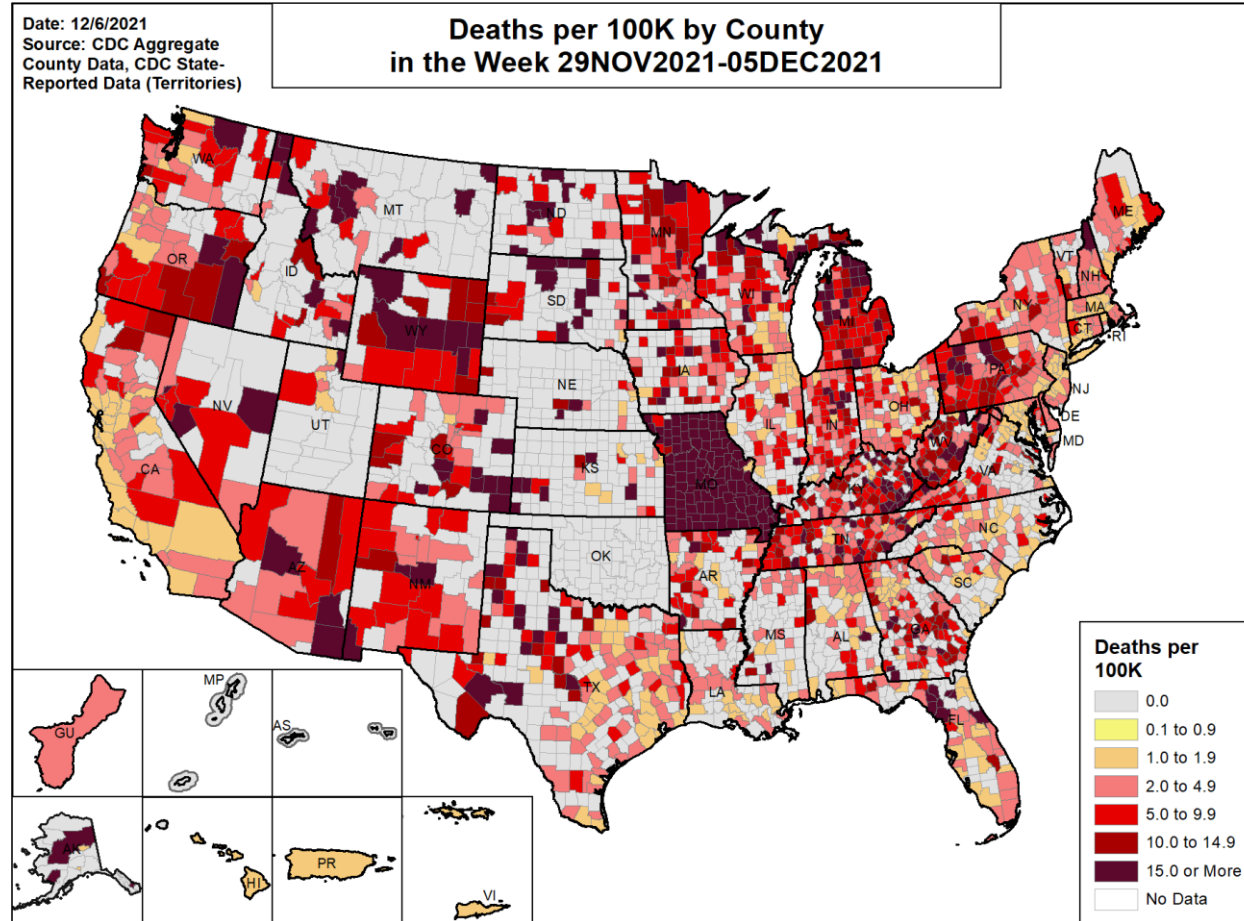 Date: 12/6/2021
Source: CDC Aggregate
County Data, CDC State-
Reported Data (Territories)
Deaths per 100K by County
in the Week 29NOV2021-05DEC2021
WA
MT
ND
MN
ME
OR
ID
SD
WI
MI
VT
NH
NY
MA
CT
RI
WY
NE
IA
PA
NJ
NV
UT
CO
IL
IN
OH
DE
MD
WV
VA
CA
KS
MO
KY
AZ
NM
OK
AR
TN
NC
SC
MS
AL
GA
TX
LA
FL
GU
MP
AS
AK
HI
PR
VI
Deaths per
100K
0.0
0.1 to 0.9
1.0 to 1.9
2.0 to 4.9
5.0 to 9.9
10.0 to 14.9
15.0 or More
No Data